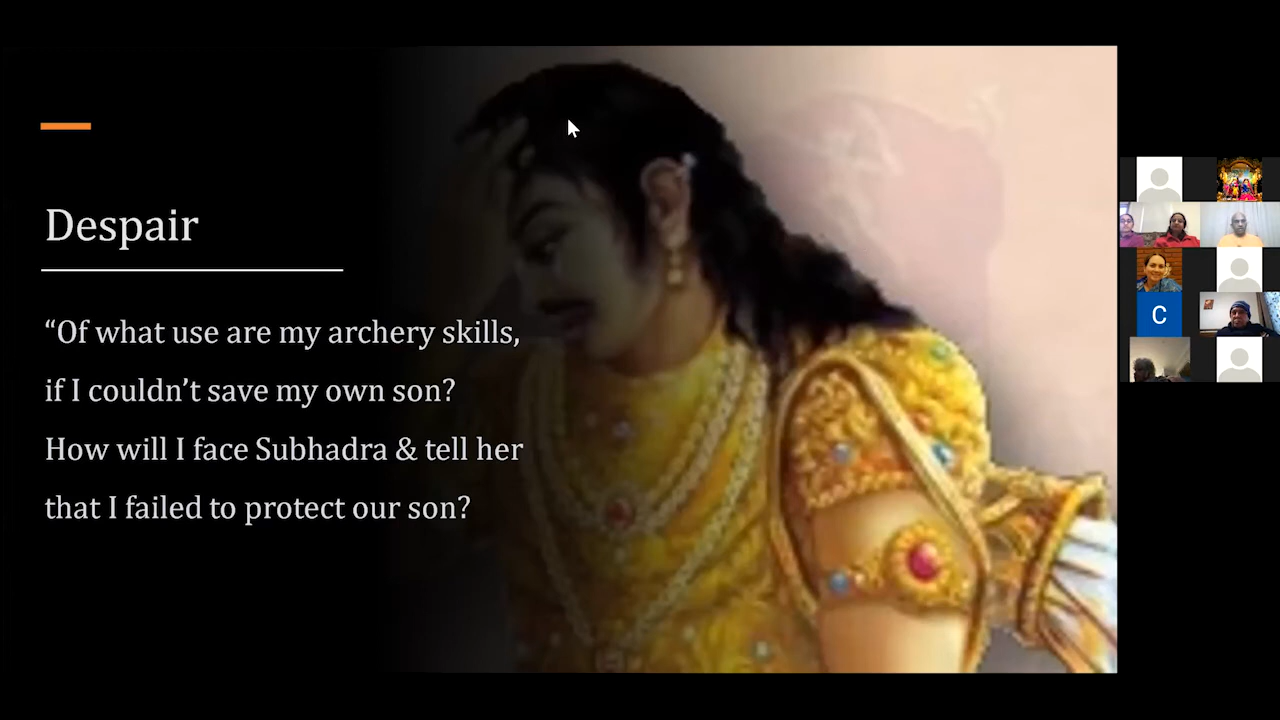 Despair
“Of what use are my archery skills,
if I couldn’t save my own son?
How will I face Subhadra & tell her
that I failed to protect our son?
C